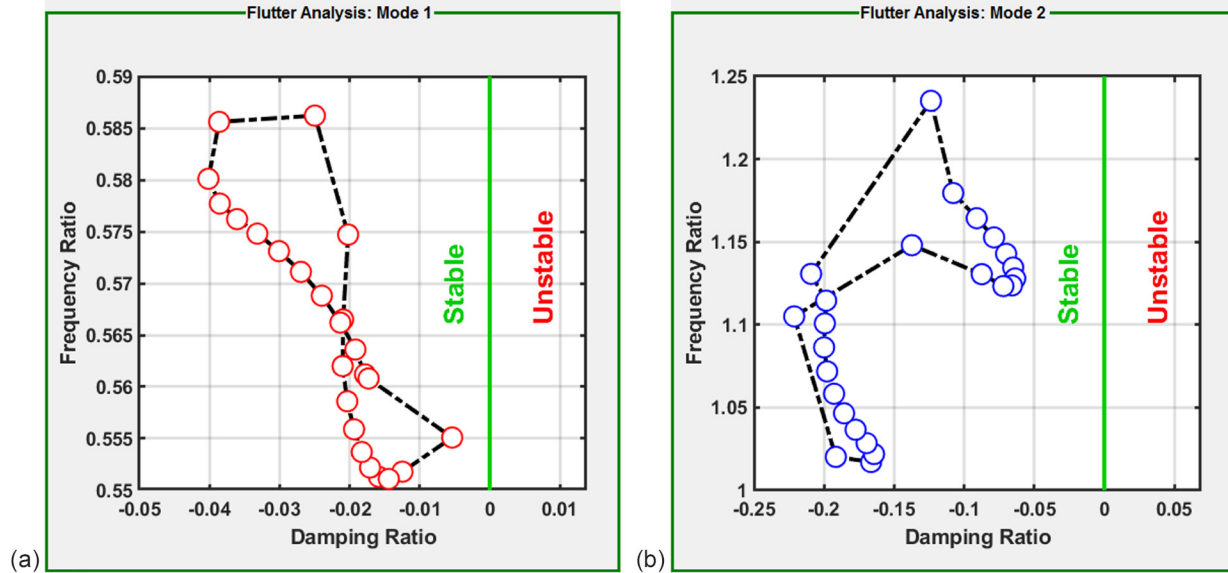 Flutter Analysis: Mode 1
0.59
0.585
0.58
0.575
0.57
0.565
0.56
0.555
0.55
Frequency Ratio
Stable
Unstable
-0.05 -0.04 -0.03 -0.02 -0.01 0 0.01
Damping Ratio
(a)
Flutter Analysis: Mode 2
1.25
1.2
1.15
1.1
1.05
1
Frequency Ratio
Stable
Unstable
-0.25 -0.2 -0.15 -0.1 -0.05 0 0.05
Damping Ratio
(b)